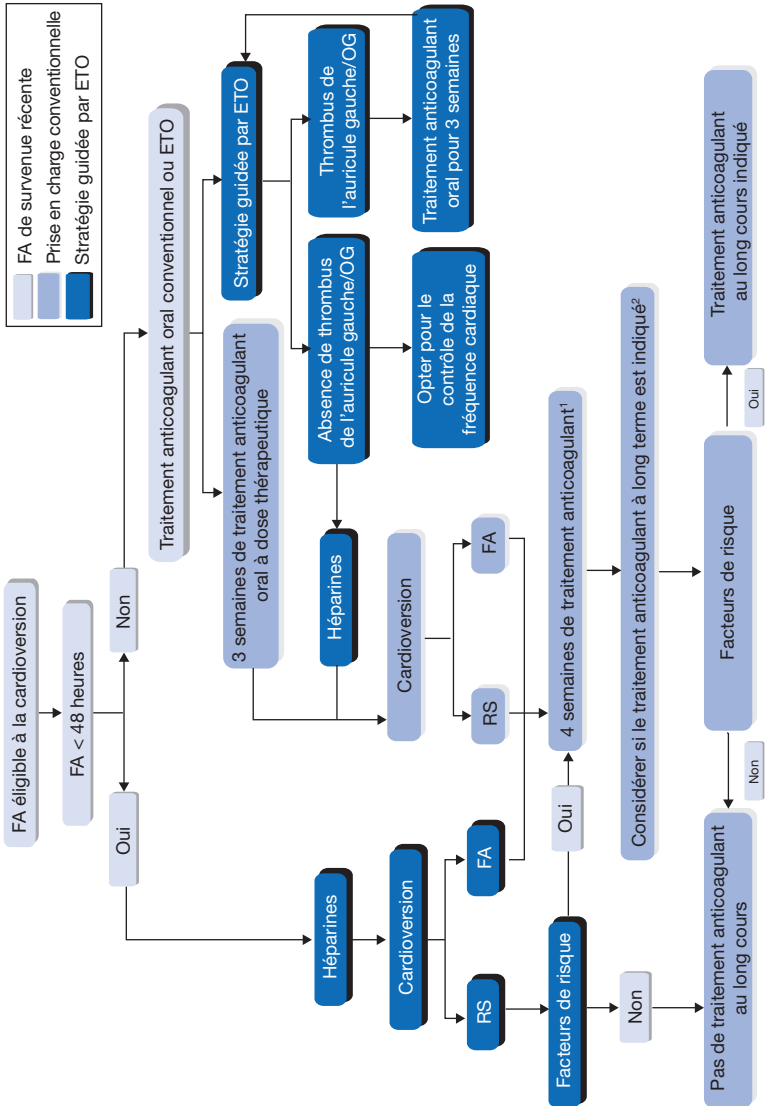 FA de survenue récente
Prise en charge conventionnelle
Stratégie guidée par ETO
FA éligible à la cardioversion
FA < 48 heures
Oui
Non
Traitement anticoagulant oral conventionnel ou ETO
3 semaines de traitement anticoagulant
oral à dose thérapeutique
Stratégie guidée par ETO
Absence de thrombus
de l'auricule gauche/OG
Thrombus de
l'auricule gauche/OG
Héparines
Héparines
Opter pour le
contrôle de la
fréquence cardiaque
Traitement anticoagulant
oral pour 3 semaines
Cardioversion
Cardioversion
RS
FA
RS
FA
Facteurs de risque
Oui
4 semaines de traitement anticoagulant¹
Non
Considérer si le traitement anticoagulant à long terme est indiqué²
Facteurs de risque
Non
Oui
Pas de traitement anticoagulant
au long cours
Traitement anticoagulant
au long cours indiqué